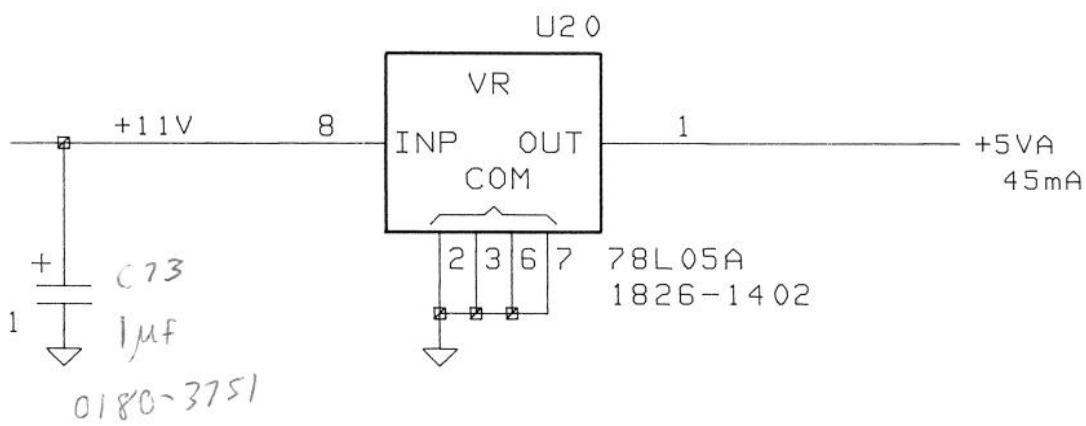 U20
VR
+11V 8 INP OUT 1 +5VA
COM 45mA
2 3 6 7 78L05A
1826-1402
+ C73
1 1µf
0180-3751